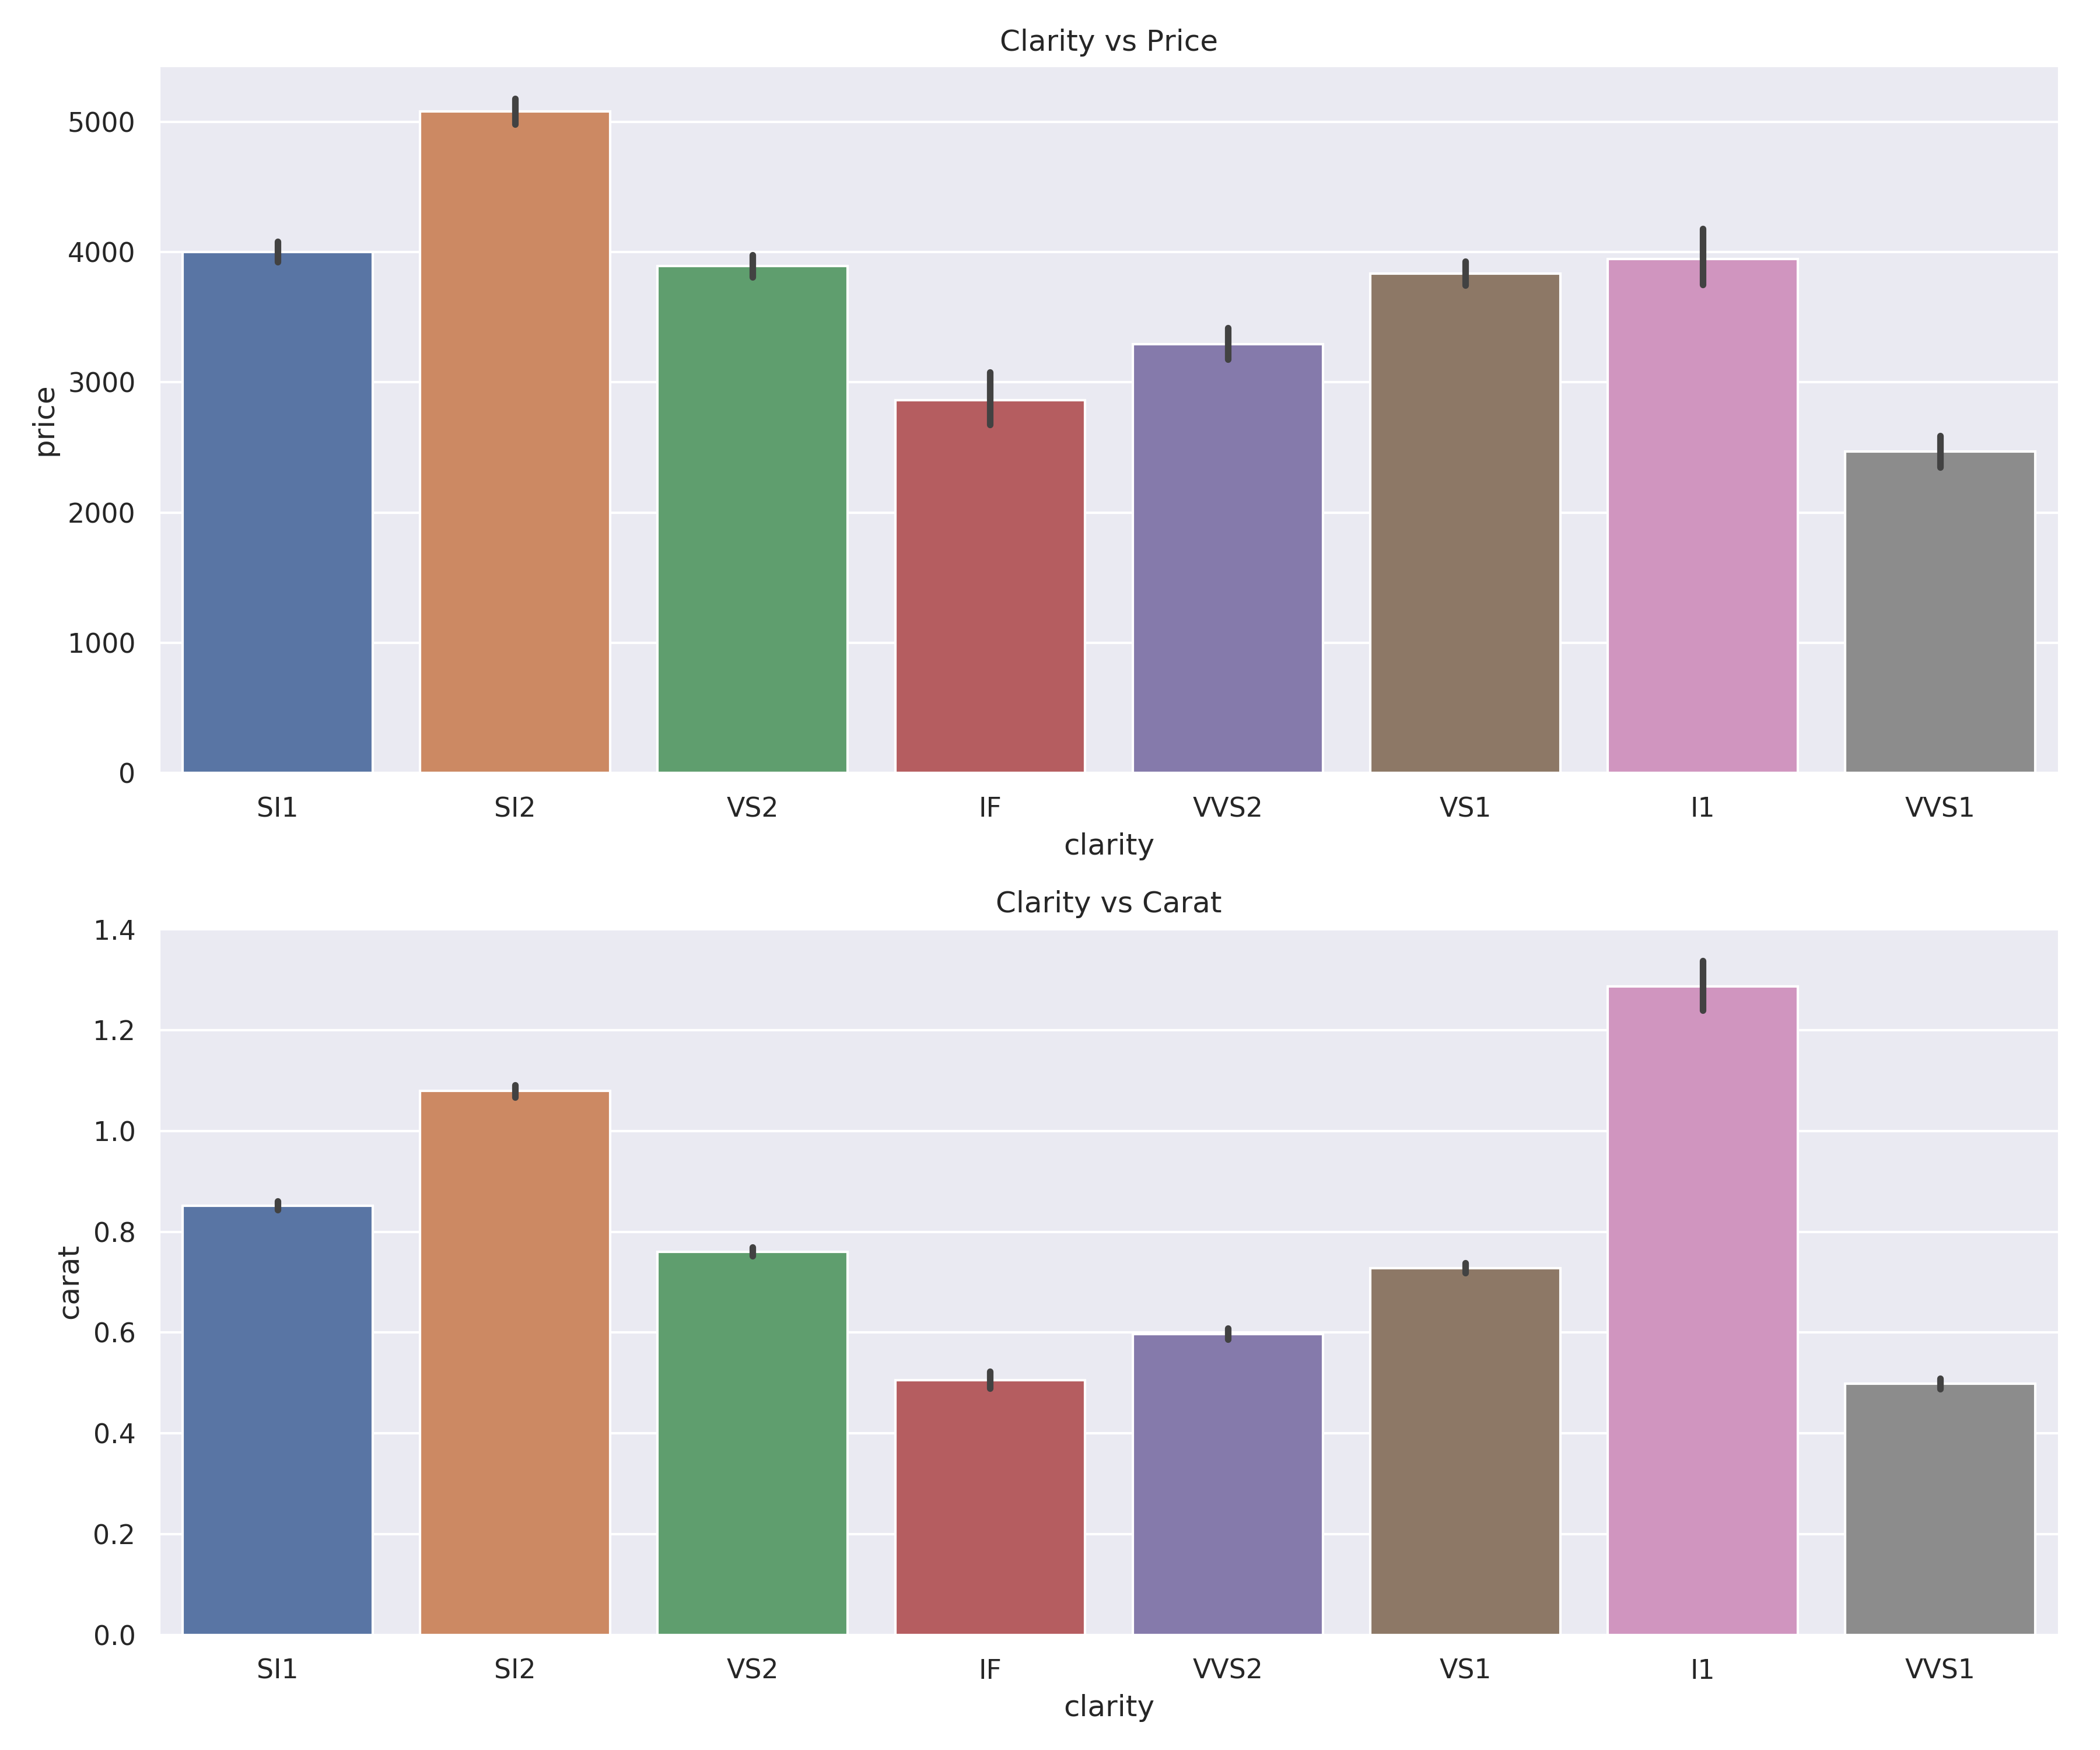 Clarity vs Price
5000
4000
3000
2000
1000
0
price
SI1 SI2 VS2 IF VVS2 VS1 I1 VVS1
clarity
Clarity vs Carat
1.4
1.2
1.0
0.8
0.6
0.4
0.2
0.0
carat
SI1 SI2 VS2 IF VVS2 VS1 I1 VVS1
clarity